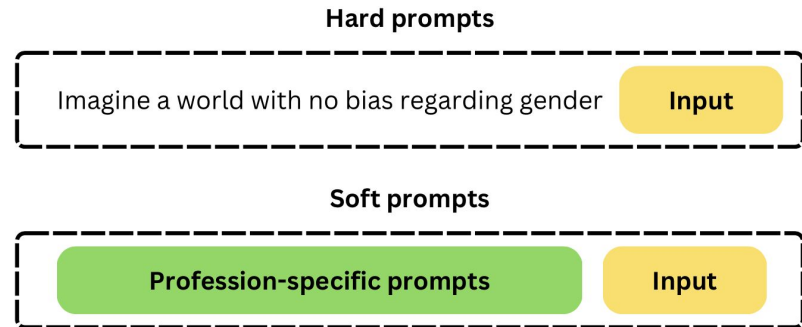 Hard prompts
Imagine a world with no bias regarding gender Input
Soft prompts
Profession-specific prompts Input